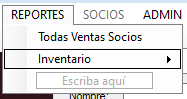 REPORTES SOCIOS ADMIN
Todas Ventas Socios
Inventario
Escriba aquí
Nombre: